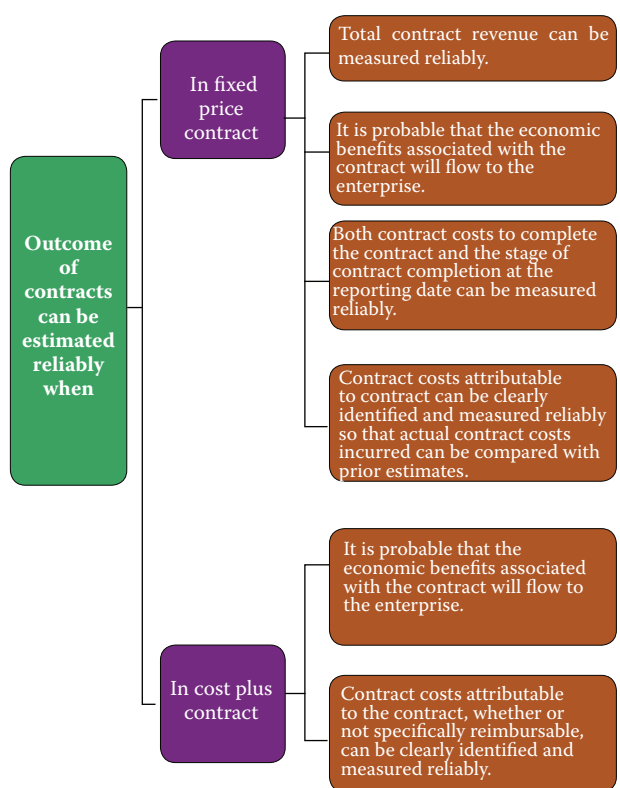 Outcome
of
contracts
can be
estimated
reliably
when
In fixed
price
contract
Total contract revenue can be
measured reliably.
It is probable that the economic
benefits associated with the
contract will flow to the
enterprise.
Both contract costs to complete
the contract and the stage of
contract completion at the
reporting date can be measured
reliably.
Contract costs attributable
to contract can be clearly
identified and measured reliably
so that actual contract costs
incurred can be compared with
prior estimates.
In cost plus
contract
It is probable that the
economic benefits associated
with the contract will flow to
the enterprise.
Contract costs attributable
to the contract, whether or
not specifically reimbursable,
can be clearly identified and
measured reliably.